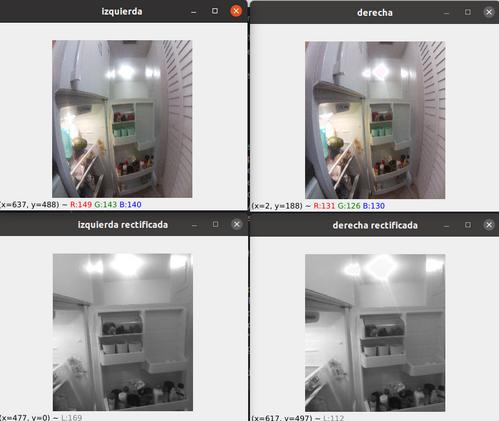 izquierda
derecha
(x=637, y=488) ~ R:149 G:143 B:140
(x=2, y=188) ~ R:131 G:126 B:130
izquierda rectificada
derecha rectificada
(x=477, y=0) ~ L:169
(x=617, y=497) ~ L:112